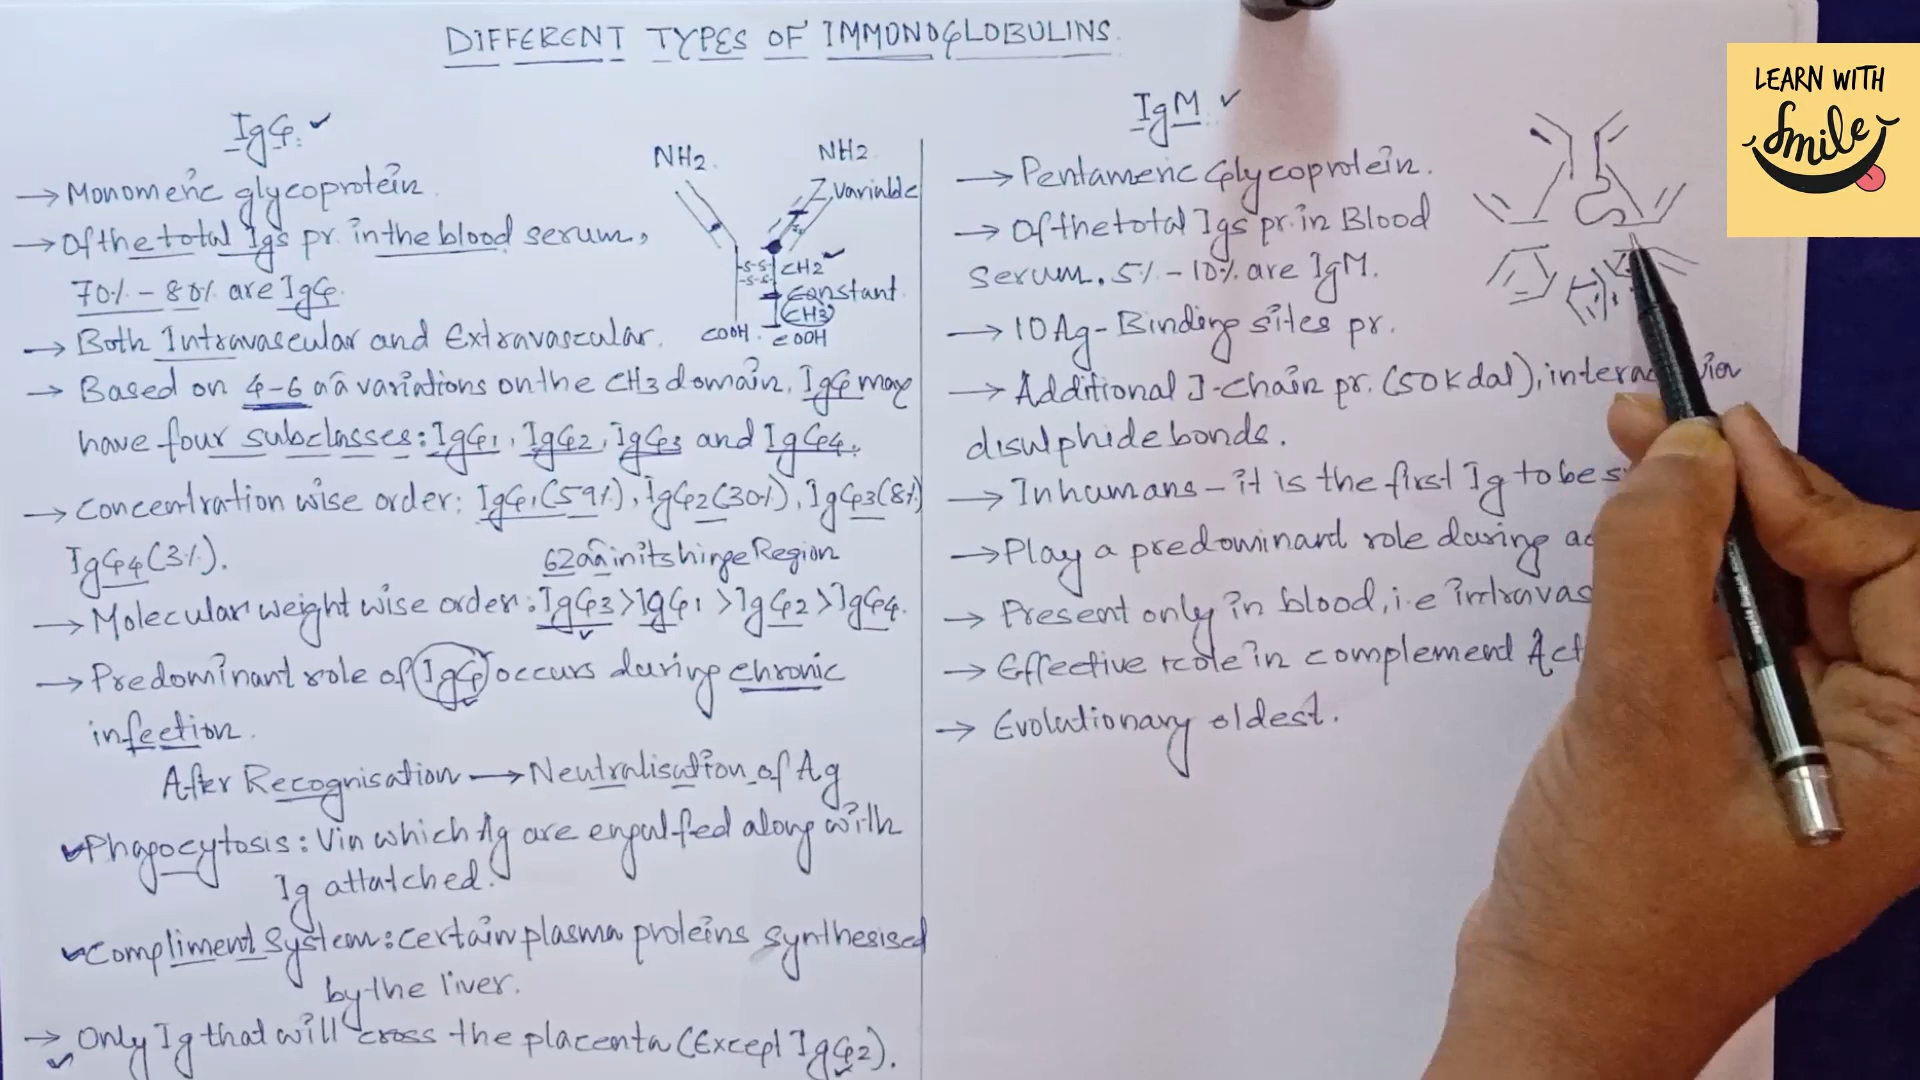 DIFFERENT TYPES OF IMMONOGLOBULINS.
LEARN WITH
Smile
IgG.
→ Monomeric glycoprotein.
→ Of the total Igs pr. in the blood serum,
70% - 80% are IgG.
→ Both Intravascular and Extravascular.
→ Based on 4-6 aa variations on the CH3 domain, IgG may
have four subclasses: IgG1, IgG2, IgG3 and IgG4.
→ Concentration wise order: IgG1(59%), IgG2(30%), IgG3(8%)
IgG4(3%).
62 aa in its hinge Region
→ Molecular weight wise order: IgG3 > IgG1 > IgG2 > IgG4.
→ Predominant role of IgG occurs during chronic
infection.
After Recognisation → Neutralisation of Ag
Phagocytosis: Vin which Ag are engulfed along with
Ig attatched.
Compliment System: certain plasma proteins synthesised
by the liver.
→ Only Ig that will cross the placenta (Except IgG2).
NH2. NH2
variable
-S-S- CH2
-S-S- constant
CH3
COOH. COOH
IgM.
→ Pentameric Glycoprotein.
→ Of the total Igs pr. in Blood
serum, 5% - 10% are IgM.
→ 10 Ag-Binding sites pr.
→ Additional J-chain pr. (50kdal),
disulphide bonds.
→ In humans - it is the first Ig to be
→ Play a predominant role during
→ Present only in blood, i.e
→ Effective role in complement
→ Evolutionary oldest.